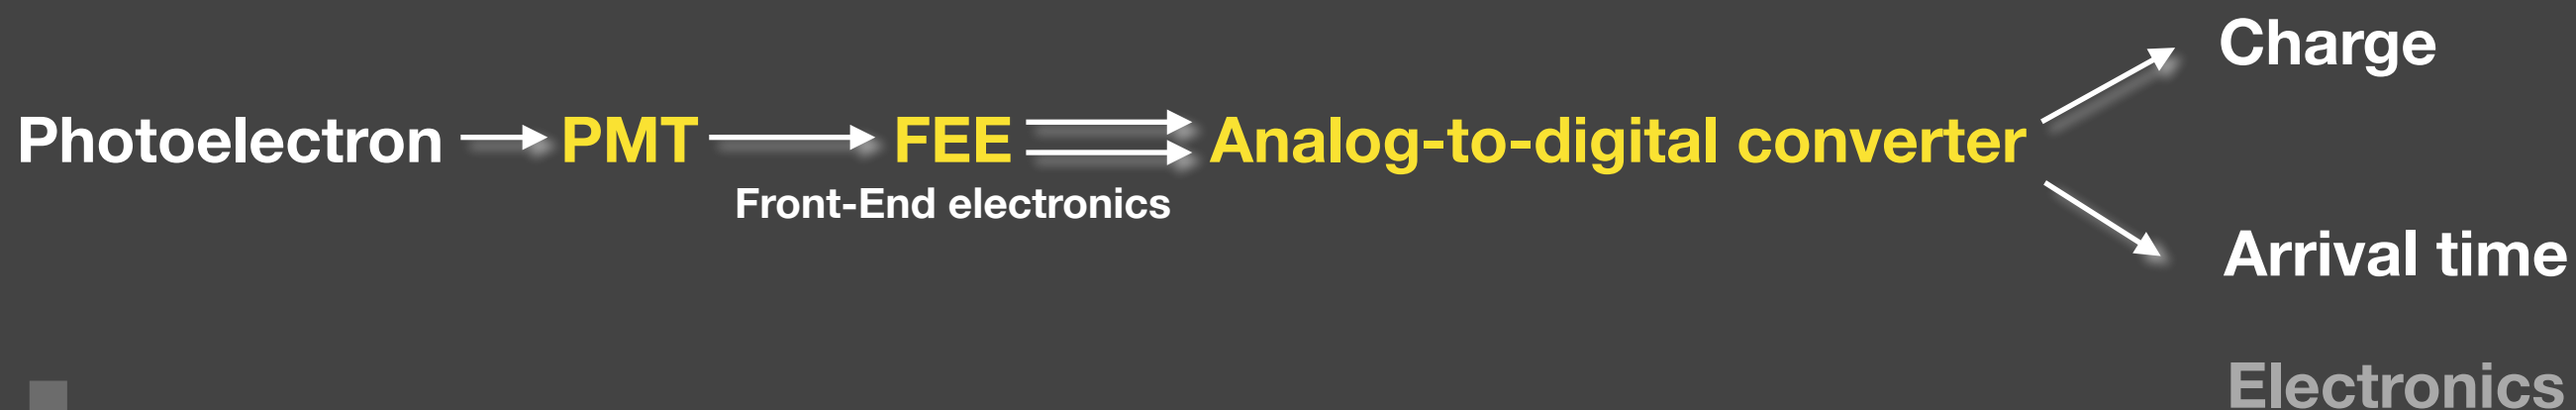 Charge
Photoelectron PMT FEE Analog-to-digital converter
Front-End electronics
Arrival time
Electronics